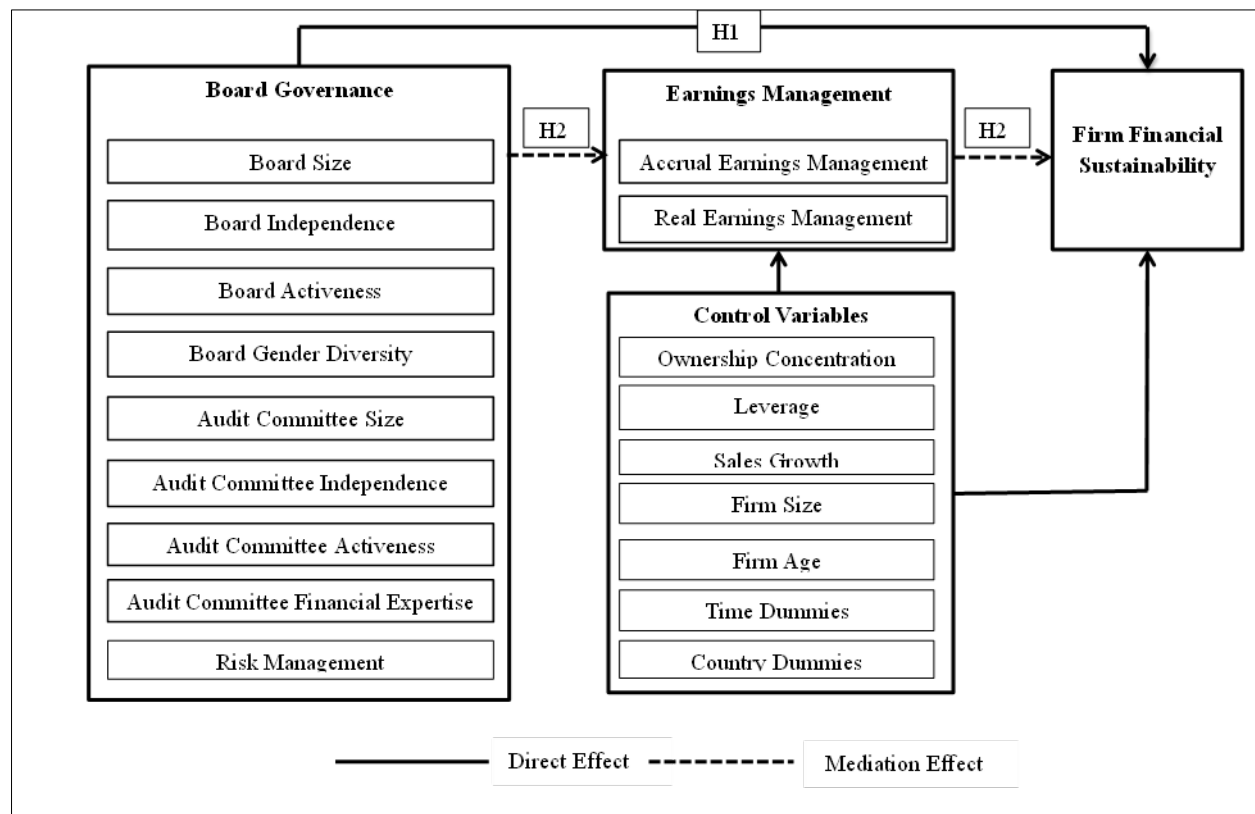 H1
Board Governance
Board Size
Board Independence
Board Activeness
Board Gender Diversity
Audit Committee Size
Audit Committee Independence
Audit Committee Activeness
Audit Committee Financial Expertise
Risk Management
H2
Earnings Management
Accrual Earnings Management
Real Earnings Management
H2
Firm Financial
Sustainability
Control Variables
Ownership Concentration
Leverage
Sales Growth
Firm Size
Firm Age
Time Dummies
Country Dummies
Direct Effect
Mediation Effect